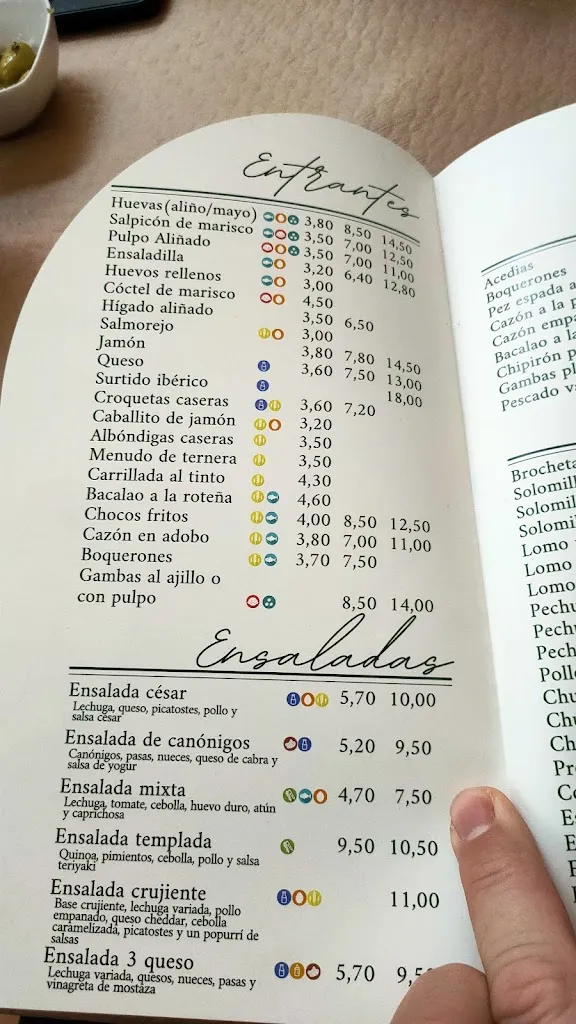 Entrantes
Huevas (aliño/mayo) 3,80 8,50 14,50
Salpicón de marisco 3,50 7,00 12,50
Pulpo Aliñado 3,50 7,00 11,00
Ensaladilla 3,20 6,40 12,80
Huevos rellenos 3,00
Cóctel de marisco 4,50
Hígado aliñado 3,50 6,50
Salmorejo 3,00
Jamón 3,80 7,80 14,50
Queso 3,60 7,50 13,00
Surtido ibérico 18,00
Croquetas caseras 3,60 7,20
Caballito de jamón 3,20
Albóndigas caseras 3,50
Menudo de ternera 3,50
Carrillada al tinto 4,30
Bacalao a la roteña 4,60
Chocos fritos 4,00 8,50 12,50
Cazón en adobo 3,80 7,00 11,00
Boquerones 3,70 7,50
Gambas al ajillo o
con pulpo 8,50 14,00
Ensaladas
Ensalada césar 5,70 10,00
Lechuga, queso, picatostes, pollo y
salsa césar
Ensalada de canónigos 5,20 9,50
Canónigos, pasas, nueces, queso de cabra y
salsa de yogur
Ensalada mixta 4,70 7,50
Lechuga, tomate, cebolla, huevo duro, atún
y caprichosa
Ensalada templada 9,50 10,50
Quinoa, pimientos, cebolla, pollo y salsa
teriyaki
Ensalada crujiente 11,00
Base crujiente, lechuga variada, pollo
empanado, queso cheddar, cebolla
caramelizada, picatostes y un popurrí de
salsas
Ensalada 3 queso 5,70
Lechuga variada, quesos, nueces, pasas y
vinagreta de mostaza
Acedias
Boquerones
Pez espada a
Cazón a la
Cazón
Bacalao a la
Chipirón
Gambas
Pescado
Lomo
Lomo
Lomo